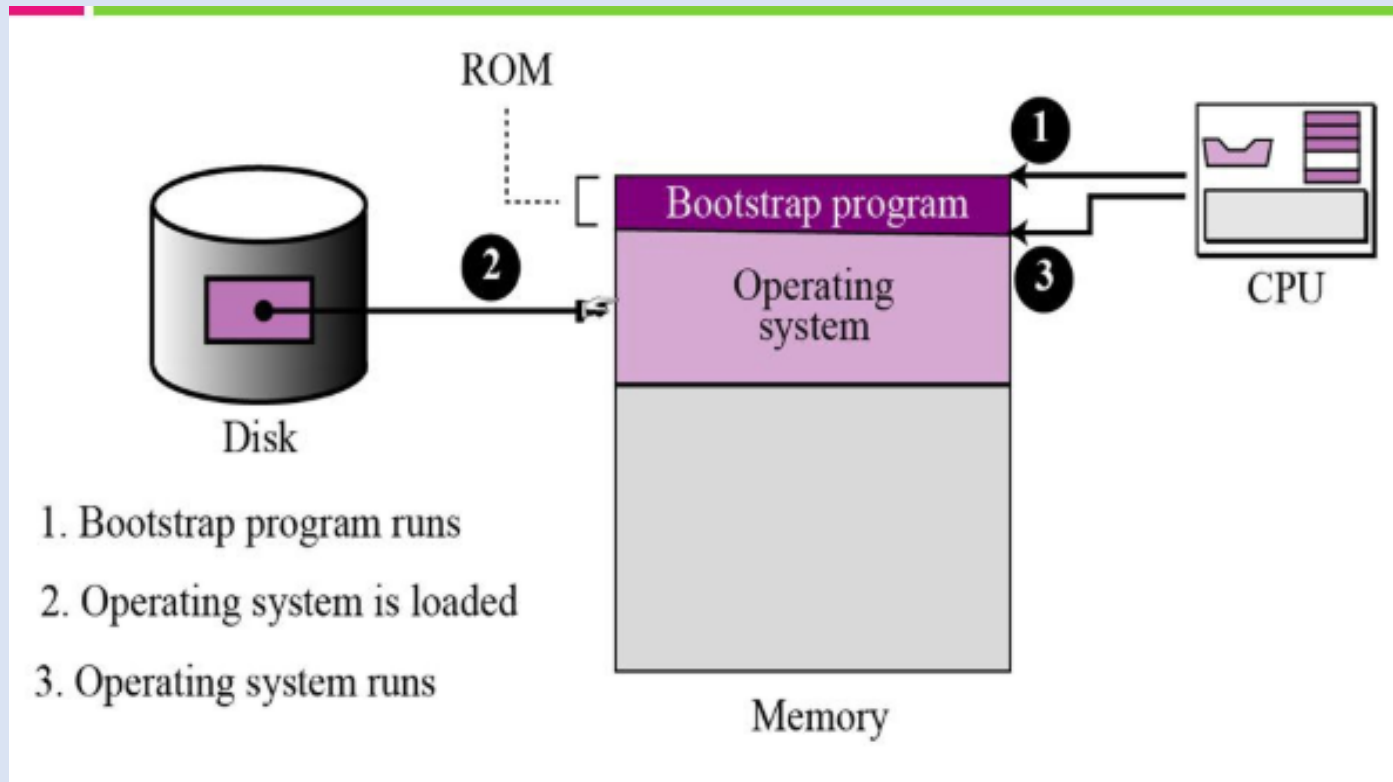 ROM
1
Bootstrap program
2
3
Operating
system
CPU
Disk
1. Bootstrap program runs
2. Operating system is loaded
3. Operating system runs
Memory